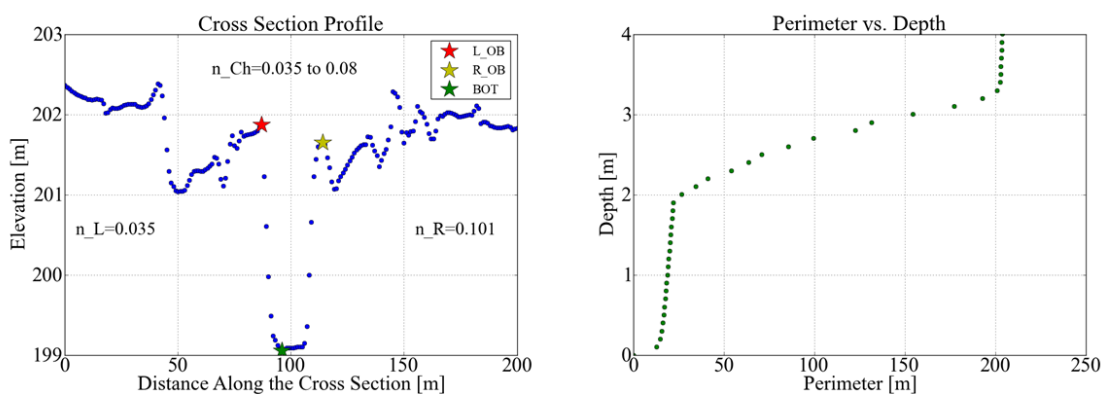 Cross Section Profile
203
202
201
200
199
Elevation [m]
n_Ch=0.035 to 0.08
L_OB
R_OB
BOT
n_L=0.035
n_R=0.101
0
50
100
150
200
Distance Along the Cross Section [m]
Perimeter vs. Depth
4
3
2
1
0
Depth [m]
0
50
100
150
200
250
Perimeter [m]